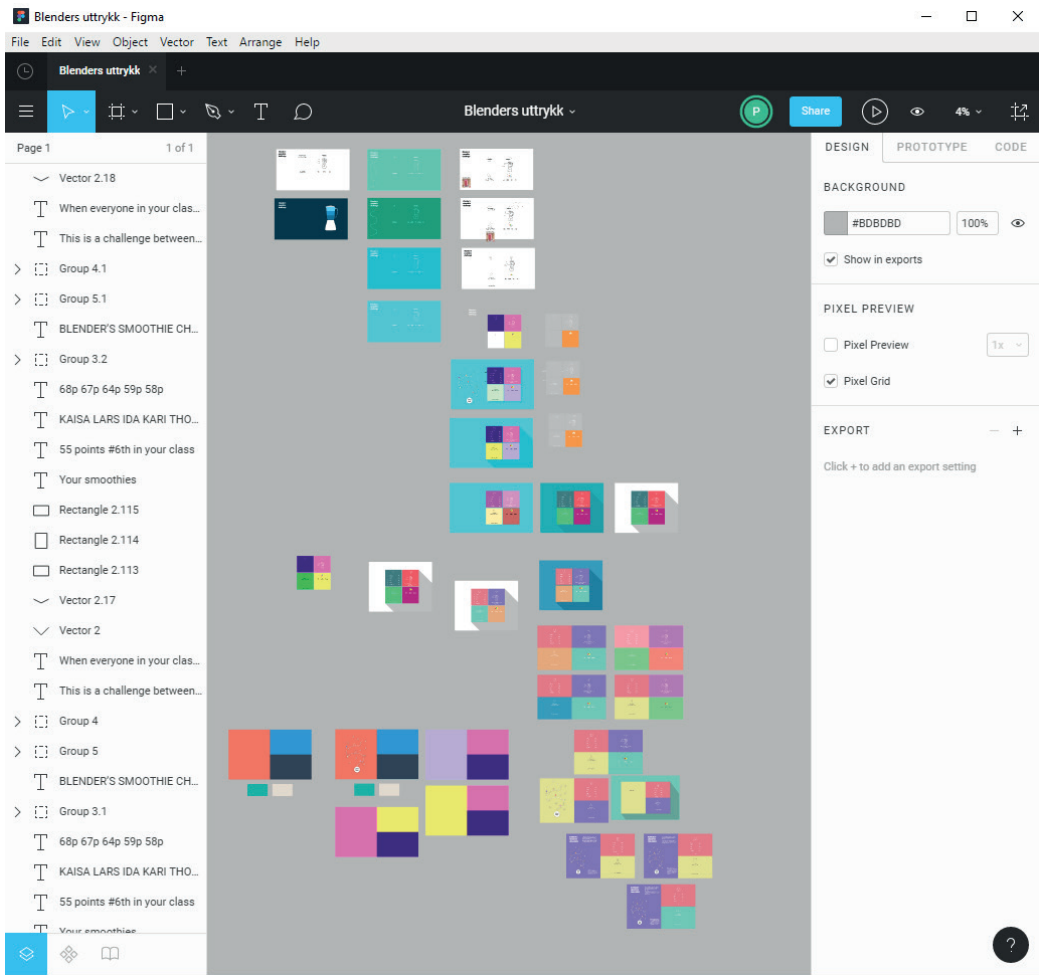 Blenders uttrykk - Figma
File Edit View Object Vector Text Arrange Help
Blenders uttrykk
Blenders uttrykk
P
Share
4%
Page 1
1 of 1
DESIGN PROTOTYPE CODE
Vector 2.18
When everyone in your clas...
This is a challenge between...
Group 4.1
Group 5.1
BLENDER'S SMOOTHIE CH...
Group 3.2
68p 67p 64p 59p 58p
KAISA LARS IDA KARI THO...
55 points #6th in your class
Your smoothies
Rectangle 2.115
Rectangle 2.114
Rectangle 2.113
Vector 2.17
Vector 2
When everyone in your clas...
This is a challenge between...
Group 4
Group 5
BLENDER'S SMOOTHIE CH...
Group 3.1
68p 67p 64p 59p 58p
KAISA LARS IDA KARI THO...
55 points #6th in your class
Your smoothies
BACKGROUND
#BDBDBD 100%
Show in exports
PIXEL PREVIEW
Pixel Preview 1x
Pixel Grid
EXPORT
Click + to add an export setting
?